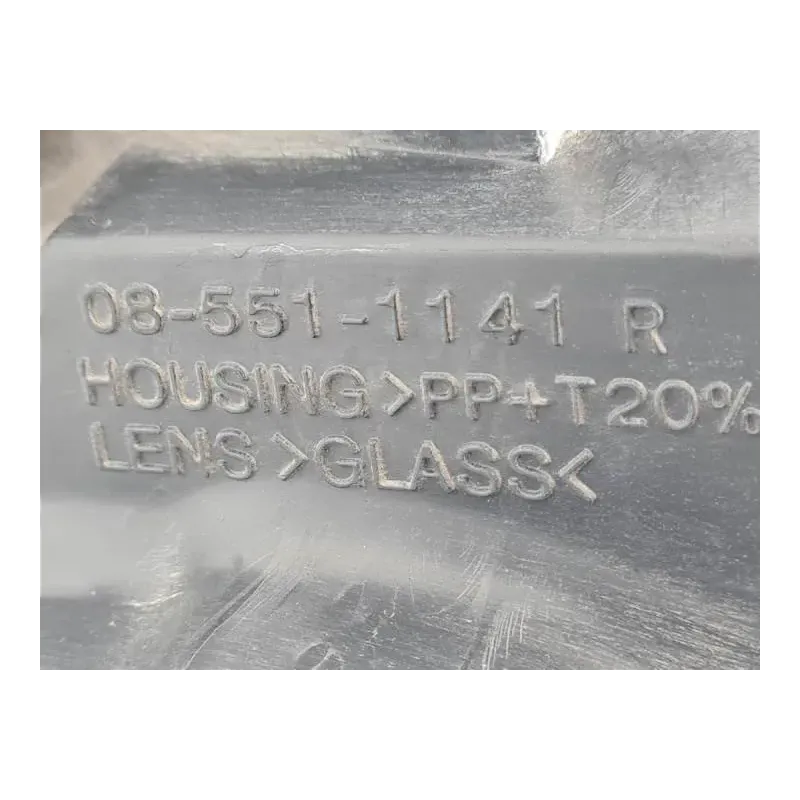 08-551-1141 R
HOUSING>PP+T20%
LENS>GLASS<